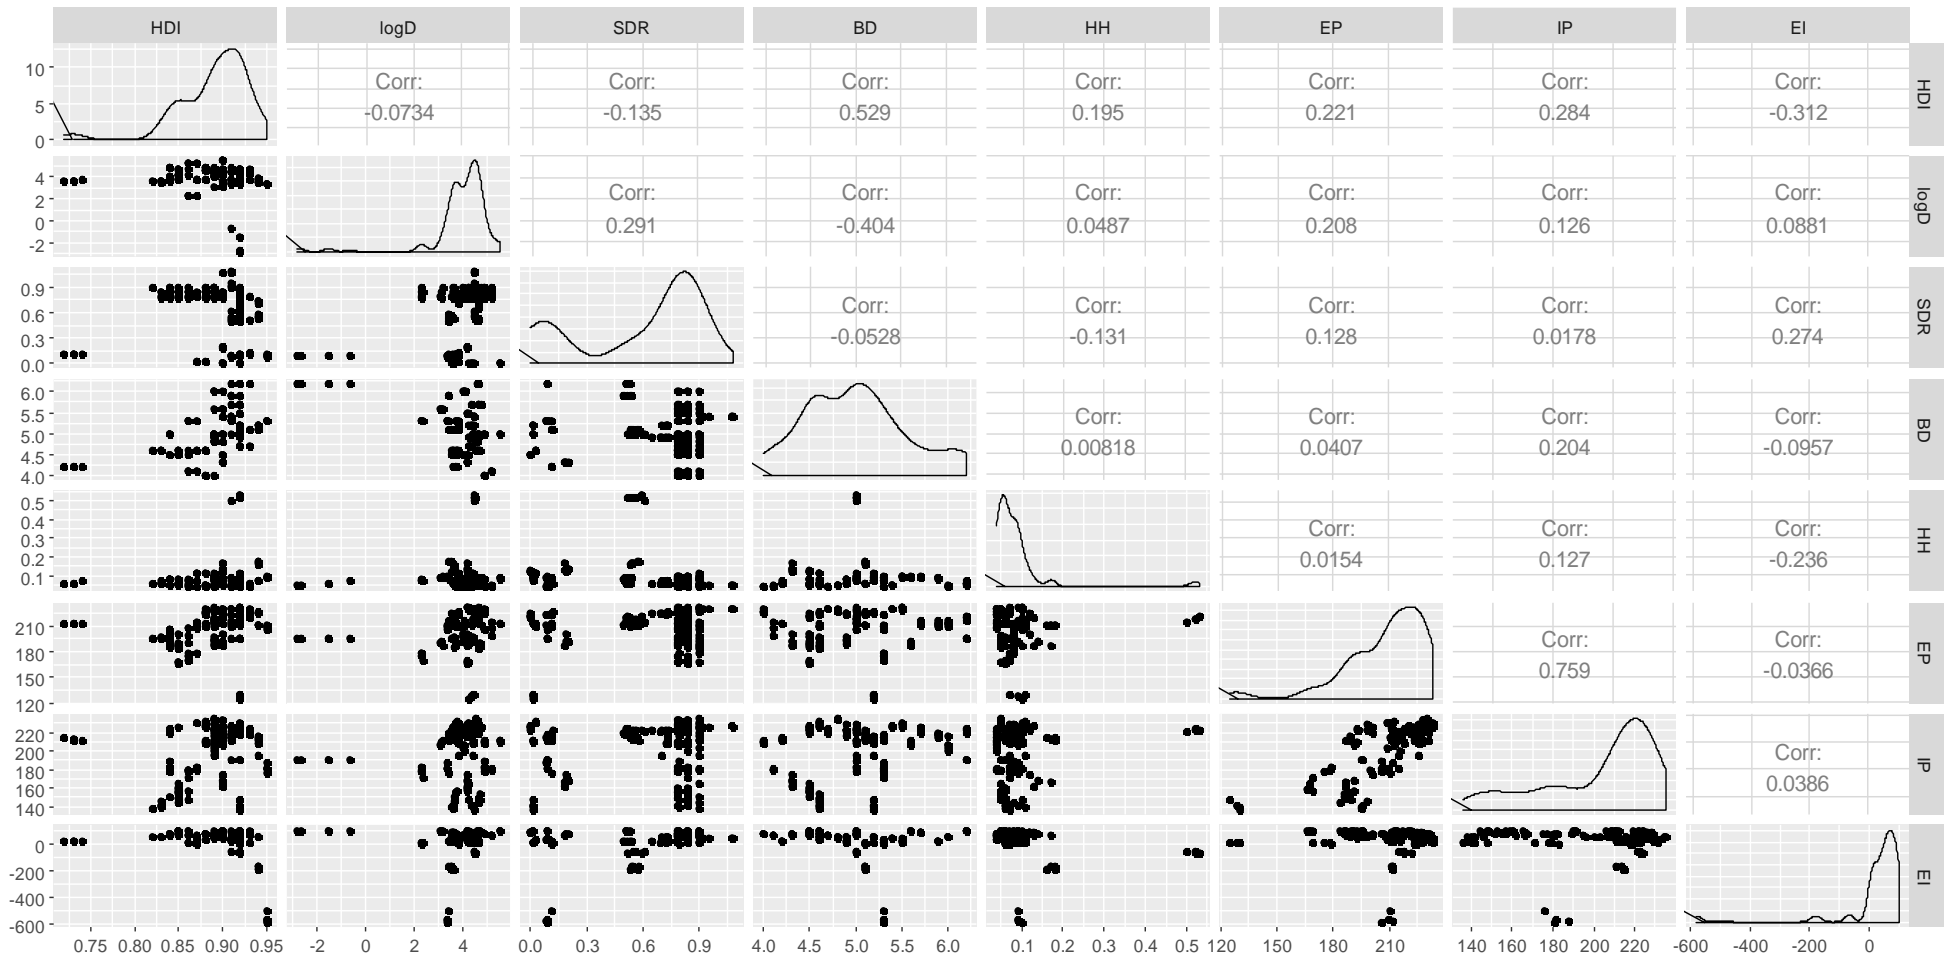 HDI logD SDR BD HH EP IP EI
10
5
0
Corr: Corr: Corr: Corr: Corr: Corr: Corr:
-0.0734 -0.135 0.529 0.195 0.221 0.284 -0.312
HDI
4
2
0
-2
Corr: Corr: Corr: Corr: Corr: Corr:
0.291 -0.404 0.0487 0.208 0.126 0.0881
logD
0.9
0.6
0.3
0.0
Corr: Corr: Corr: Corr: Corr:
-0.0528 -0.131 0.128 0.0178 0.274
SDR
6.0
5.5
5.0
4.5
4.0
Corr: Corr: Corr: Corr:
0.00818 0.0407 0.204 -0.0957
BD
0.5
0.4
0.3
0.2
0.1
Corr: Corr: Corr:
0.0154 0.127 -0.236
HH
210
180
150
120
Corr: Corr:
0.759 -0.0366
EP
220
200
180
160
140
Corr:
0.0386
IP
0
-200
-400
-600
EI
0.75 0.80 0.85 0.90 0.95 -2 0 2 4 0.0 0.3 0.6 0.9 4.0 4.5 5.0 5.5 6.0 0.1 0.2 0.3 0.4 0.5 120 150 180 210 140 160 180 200 220 -600 -400 -200 0